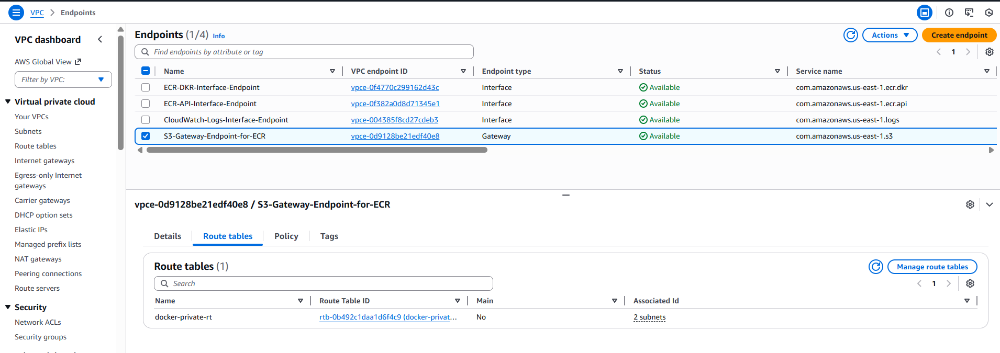 VPC > Endpoints
VPC dashboard
AWS Global View
Filter by VPC:
Virtual private cloud
Your VPCs
Subnets
Route tables
Internet gateways
Egress-only Internet
gateways
Carrier gateways
DHCP option sets
Elastic IPs
Managed prefix lists
NAT gateways
Peering connections
Route servers
Security
Network ACLs
Security groups
Endpoints (1/4) Info
Actions
Create endpoint
Find endpoints by attribute or tag
1
Name VPC endpoint ID Endpoint type Status Service name
ECR-DKR-Interface-Endpoint vpce-0f4770c299162d43c Interface Available com.amazonaws.us-east-1.ecr.dkr
ECR-API-Interface-Endpoint vpce-0f382a0d8d71345e1 Interface Available com.amazonaws.us-east-1.ecr.api
CloudWatch-Logs-Interface-Endpoint vpce-004385f8cd27cdeb3 Interface Available com.amazonaws.us-east-1.logs
S3-Gateway-Endpoint-for-ECR vpce-0d9128be21edf40e8 Gateway Available com.amazonaws.us-east-1.s3
vpce-0d9128be21edf40e8 / S3-Gateway-Endpoint-for-ECR
Details Route tables Policy Tags
Route tables (1)
Manage route tables
Search
1
Name Route Table ID Main Associated Id
docker-private-rt rtb-0b492c1daa1d6f4c9 (docker-privat... No 2 subnets